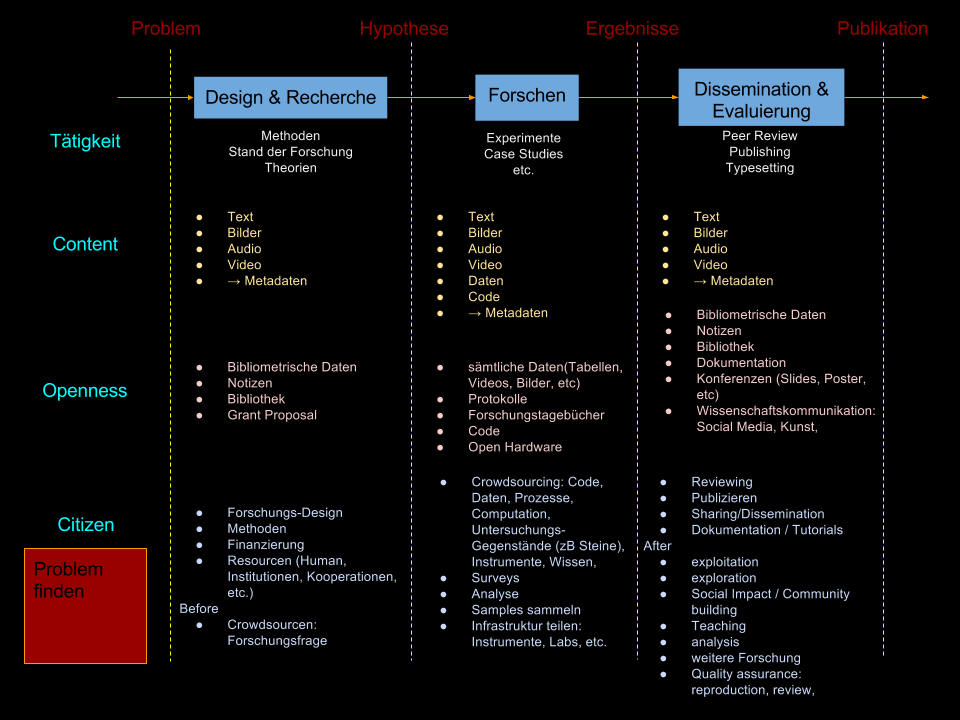 Problem
Hypothese
Ergebnisse
Publikation
Design & Recherche
Forschen
Dissemination &
Evaluierung
Tätigkeit
Methoden
Stand der Forschung
Theorien
Experimente
Case Studies
etc.
Peer Review
Publishing
Typesetting
Content
● Text
● Bilder
● Audio
● Video
● → Metadaten
● Text
● Bilder
● Audio
● Video
● Daten
● Code
● → Metadaten
● Text
● Bilder
● Audio
● Video
● → Metadaten
Openness
● Bibliometrische Daten
● Notizen
● Bibliothek
● Grant Proposal
● sämtliche Daten(Tabellen,
Videos, Bilder, etc)
● Protokolle
● Forschungstagebücher
● Code
● Open Hardware
● Bibliometrische Daten
● Notizen
● Bibliothek
● Dokumentation
● Konferenzen (Slides, Poster,
etc)
● Wissenschaftskommunikation:
Social Media, Kunst,
Citizen
● Forschungs-Design
● Methoden
● Finanzierung
● Resourcen (Human,
Institutionen, Kooperationen,
etc.)
Before
● Crowdsourcen:
Forschungsfrage
● Crowdsourcing: Code,
Daten, Prozesse,
Computation,
Untersuchungs-
Gegenstände (zB Steine),
Instrumente, Wissen,
● Surveys
● Analyse
● Samples sammeln
● Infrastruktur teilen:
Instrumente, Labs, etc.
● Reviewing
● Publizieren
● Sharing/Dissemination
● Dokumentation / Tutorials
After
● exploitation
● exploration
● Social Impact / Community
building
● Teaching
● analysis
● weitere Forschung
● Quality assurance:
reproduction, review,
Problem
finden